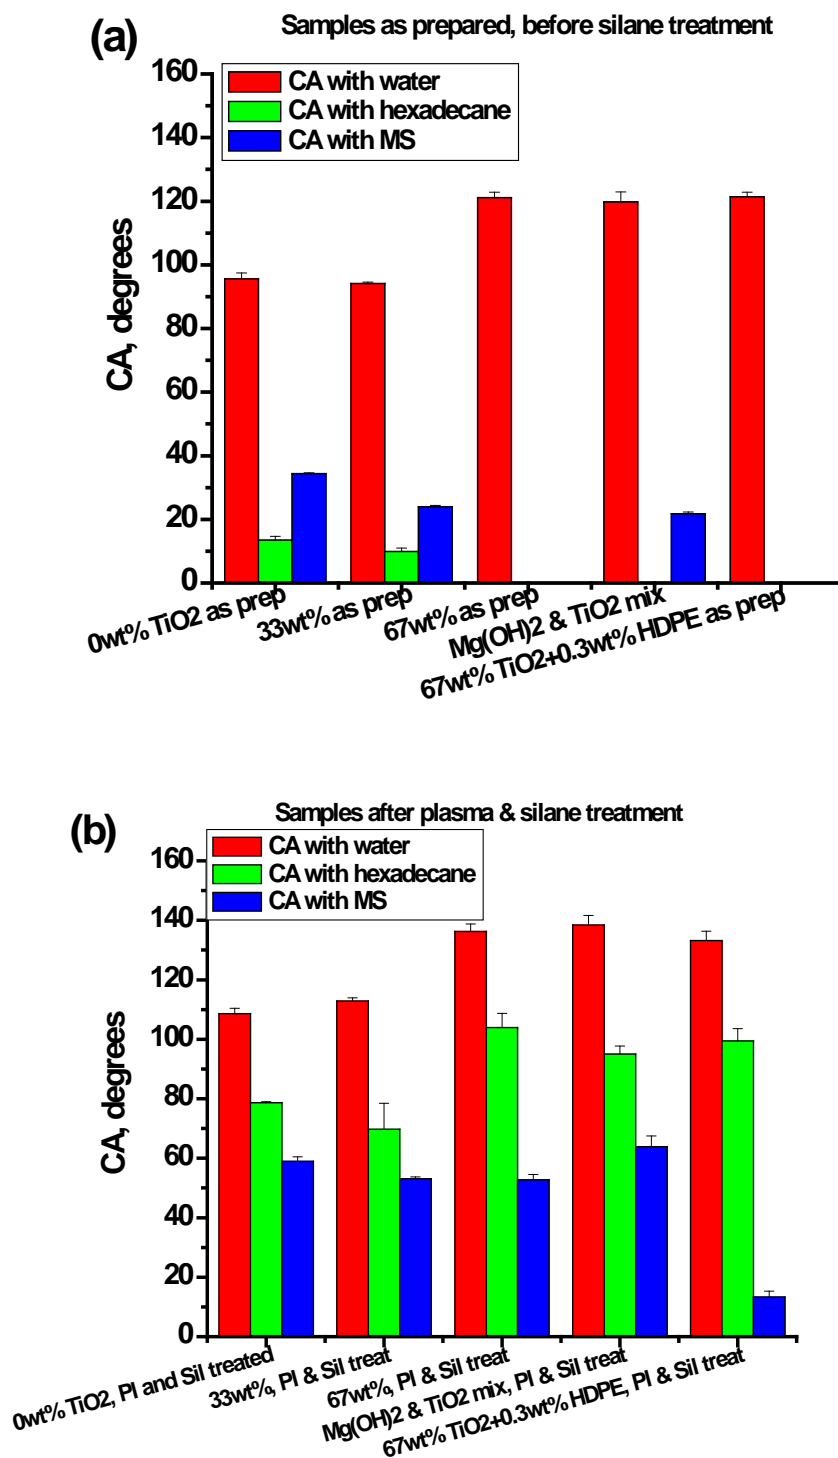 (a)
Samples as prepared, before silane treatment
160
140
120
100
80
60
40
20
0
CA, degrees
CA with water
CA with hexadecane
CA with MS
0wt% TiO2 as prep
33wt% as prep
67wt% as prep
Mg(OH)2 & TiO2 mix
67wt% TiO2+0.3wt% HDPE as prep
(b)
Samples after plasma & silane treatment
160
140
120
100
80
60
40
20
0
CA, degrees
CA with water
CA with hexadecane
CA with MS
0wt% TiO2, Pl and Sil treated
33wt%, Pl & Sil treat
67wt%, Pl & Sil treat
Mg(OH)2 & TiO2 mix, Pl & Sil treat
67wt% TiO2+0.3wt% HDPE, Pl & Sil treat